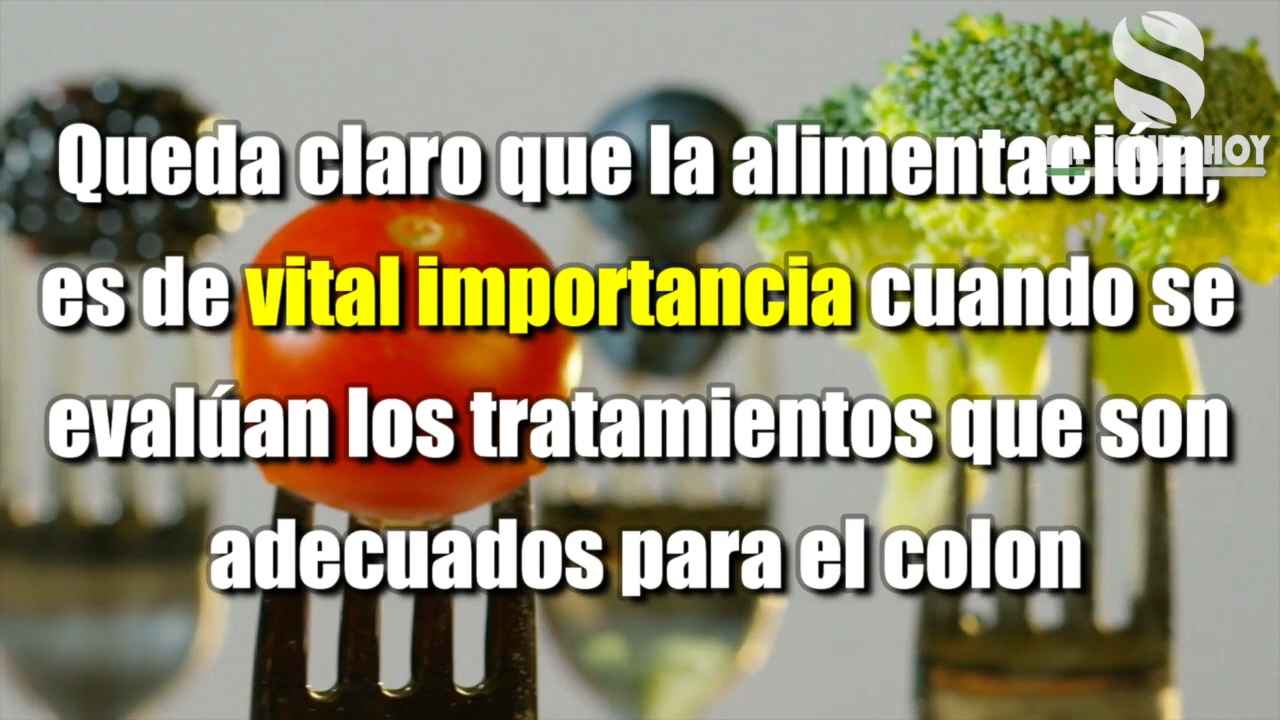 Queda claro que la alimentación,
es de vital importancia cuando se
evalúan los tratamientos que son
adecuados para el colon
HOY